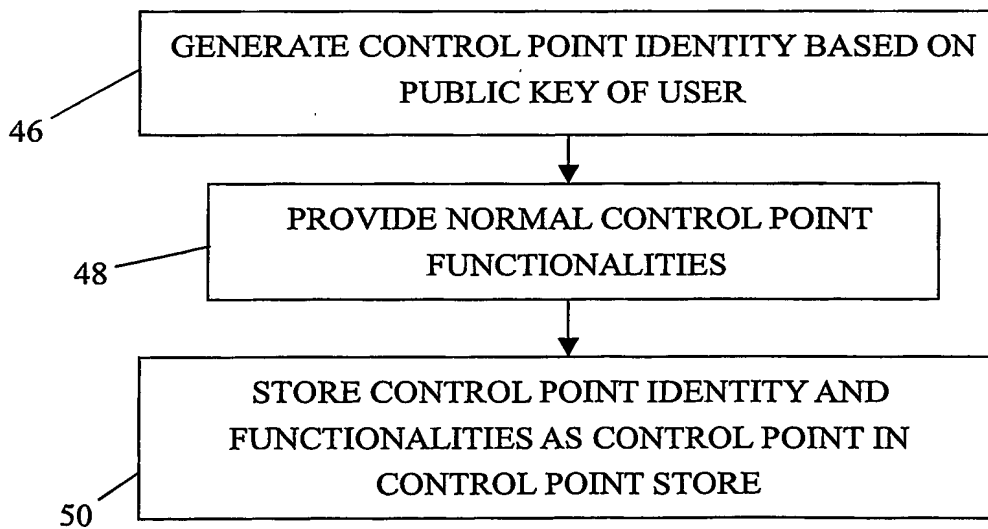 GENERATE CONTROL POINT IDENTITY BASED ON
PUBLIC KEY OF USER
46
PROVIDE NORMAL CONTROL POINT
FUNCTIONALITIES
48
STORE CONTROL POINT IDENTITY AND
FUNCTIONALITIES AS CONTROL POINT IN
CONTROL POINT STORE
50